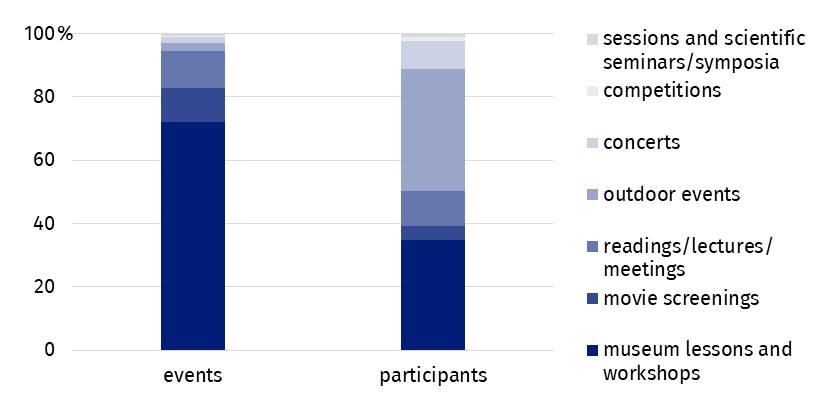 100%
80
60
40
20
0
events
participants
sessions and scientific
seminars/symposia
competitions
concerts
outdoor events
readings/lectures/
meetings
movie screenings
museum lessons and
workshops